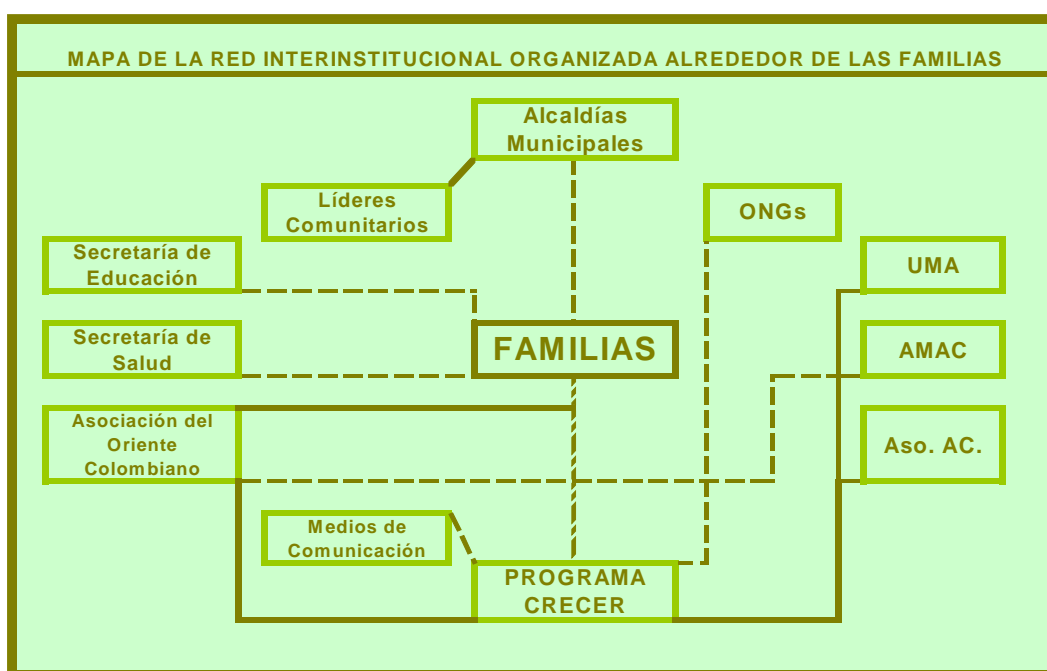 MAPA DE LA RED INTERINSTITUCIONAL ORGANIZADA ALREDEDOR DE LAS FAMILIAS
Alcaldías
Municipales
Líderes
Comunitarios
ONGs
Secretaría de
Educación
UMA
Secretaría de
Salud
FAMILIAS
AMAC
Asociación del
Oriente
Colombiano
Aso. AC.
Medios de
Comunicación
PROGRAMA
CRECER